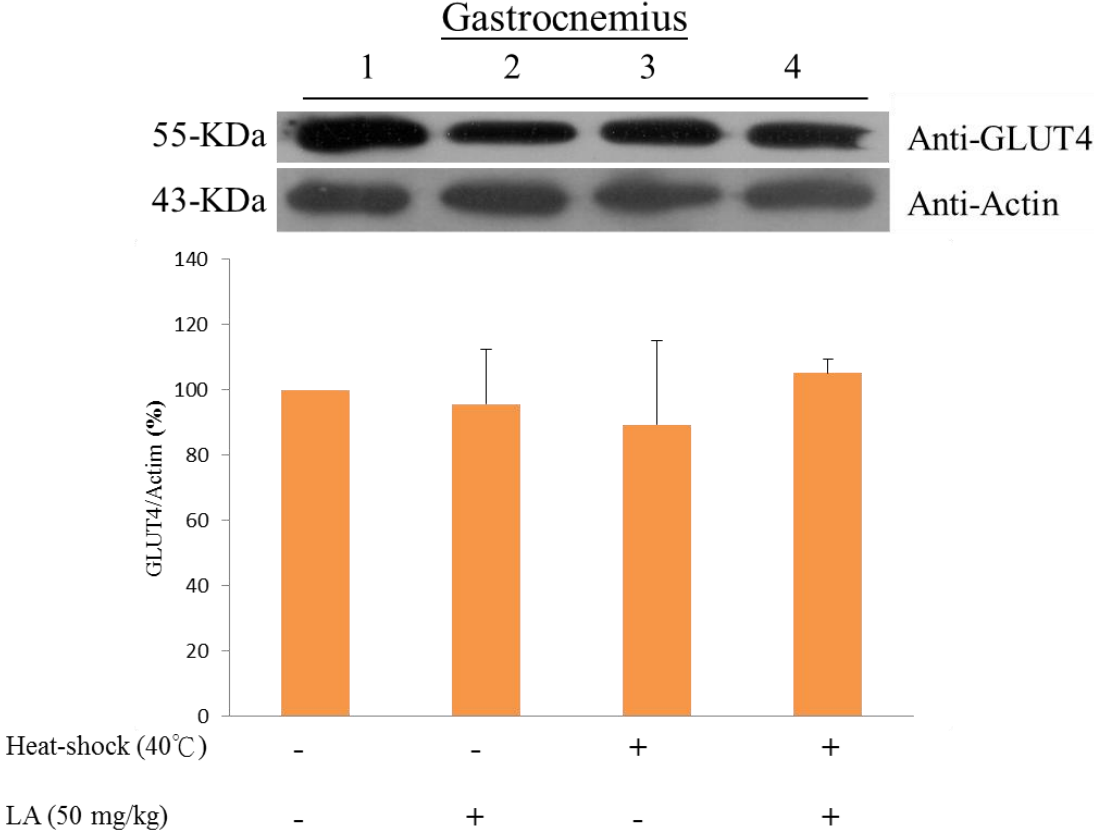 Gastrocnemius
1 2 3 4
55-KDa Anti-GLUT4
43-KDa Anti-Actin
140
120
100
80
60
40
20
0
GLUT4/Actim (%)
Heat-shock (40℃) - - + +
LA (50 mg/kg) - + - +